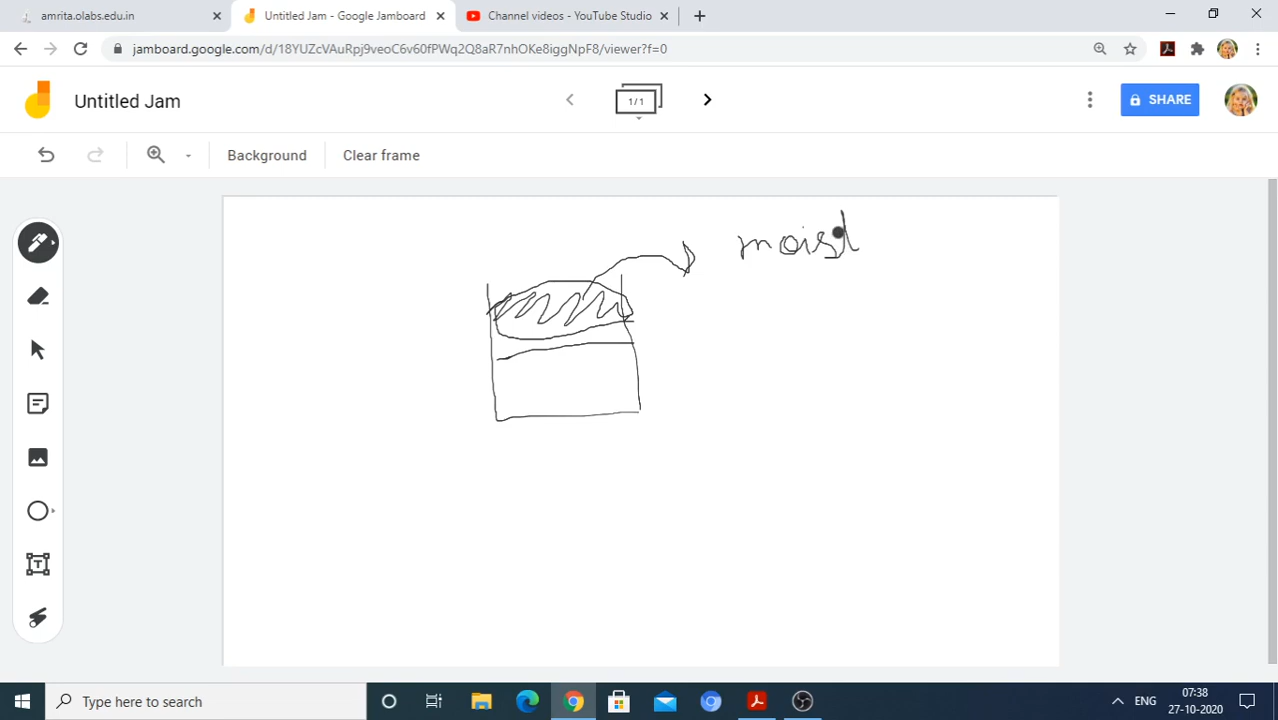 amrita.olabs.edu.in
Untitled Jam - Google Jamboard
Channel videos - YouTube Studio
jamboard.google.com/d/18YUZcVAuRpj9veoC6v60fPWq2Q8aR7nhOKe8iggNpF8/viewer?f=0
Untitled Jam
1/1
SHARE
Background
Clear frame
moist
T
Type here to search
ENG
07:38
27-10-2020